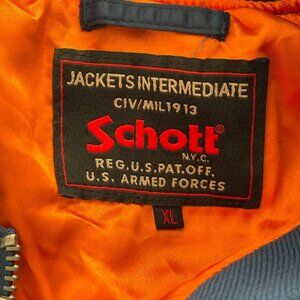 JACKETS INTERMEDIATE
CIV/MIL1913
Schott®
N.Y.C.
REG.U.S.PAT.OFF.
U.S. ARMED FORCES
XL